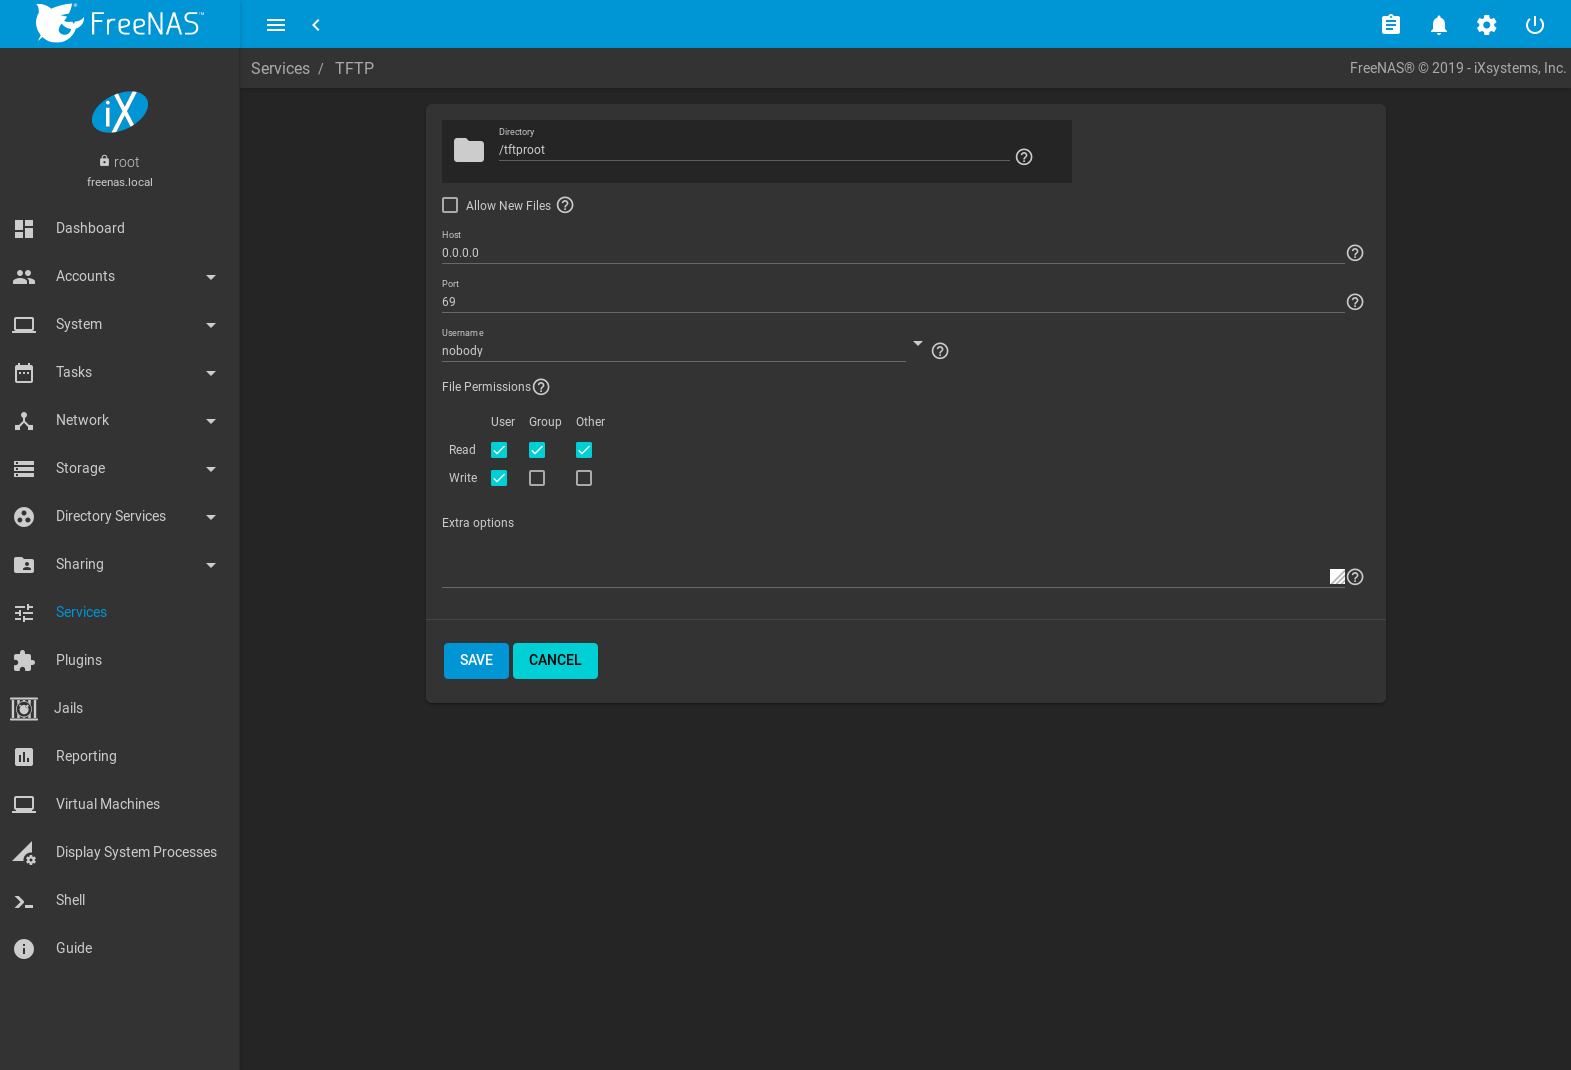 FreeNAS™
Services / TFTP
FreeNAS® © 2019 - iXsystems, Inc.
iX
root
freenas.local
Dashboard
Accounts
System
Tasks
Network
Storage
Directory Services
Sharing
Services
Plugins
Jails
Reporting
Virtual Machines
Display System Processes
Shell
Guide
Directory
/tftproot
Allow New Files
Host
0.0.0.0
Port
69
Username
nobody
File Permissions
User Group Other
Read
Write
Extra options
SAVE CANCEL